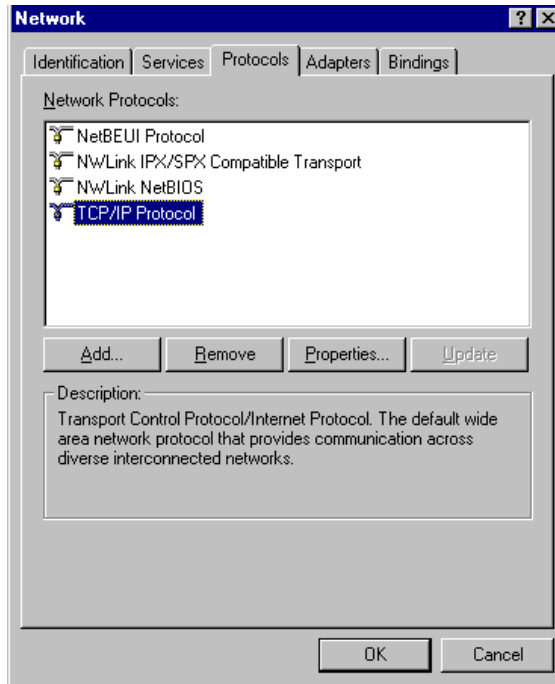 Network
Identification Services Protocols Adapters Bindings
Network Protocols:
NetBEUI Protocol
NWLink IPX/SPX Compatible Transport
NWLink NetBIOS
TCP/IP Protocol
Add... Remove Properties... Update
Description:
Transport Control Protocol/Internet Protocol. The default wide
area network protocol that provides communication across
diverse interconnected networks.
OK Cancel